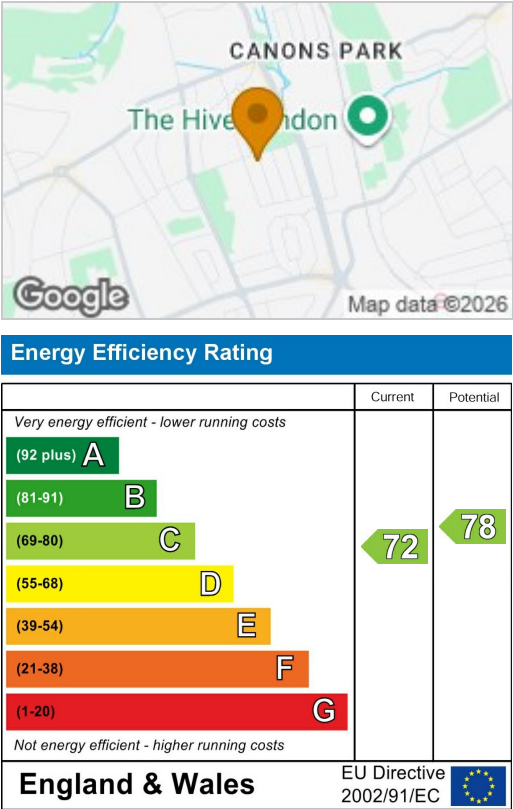 CANONS PARK
The Hive London
Google
Map data ©2026
Energy Efficiency Rating
Current Potential
Very energy efficient - lower running costs
(92 plus) A
(81-91) B
(69-80) C
72
78
(55-68) D
(39-54) E
(21-38) F
(1-20) G
Not energy efficient - higher running costs
England & Wales
EU Directive
2002/91/EC